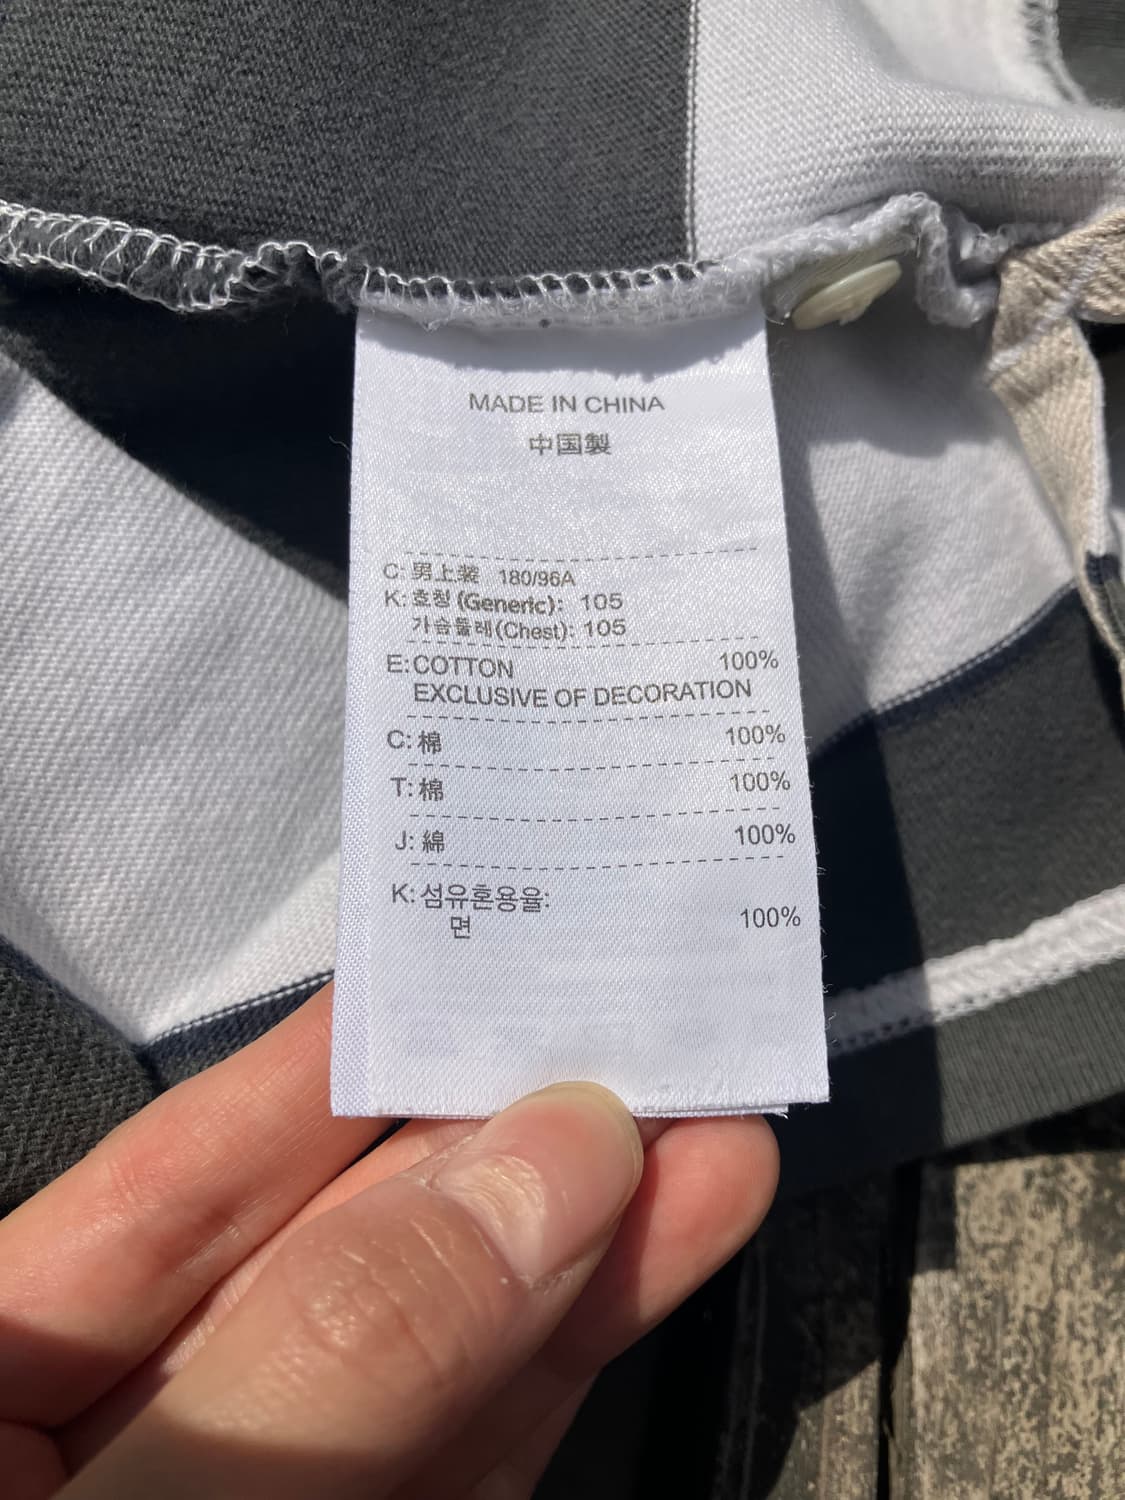 MADE IN CHINA
中国製
C: 男上装 180/96A
K: 호칭 (Generic): 105
가슴둘레(Chest): 105
E: COTTON 100%
EXCLUSIVE OF DECORATION
C: 棉 100%
T: 棉 100%
J: 綿 100%
K: 섬유혼용율:
면 100%